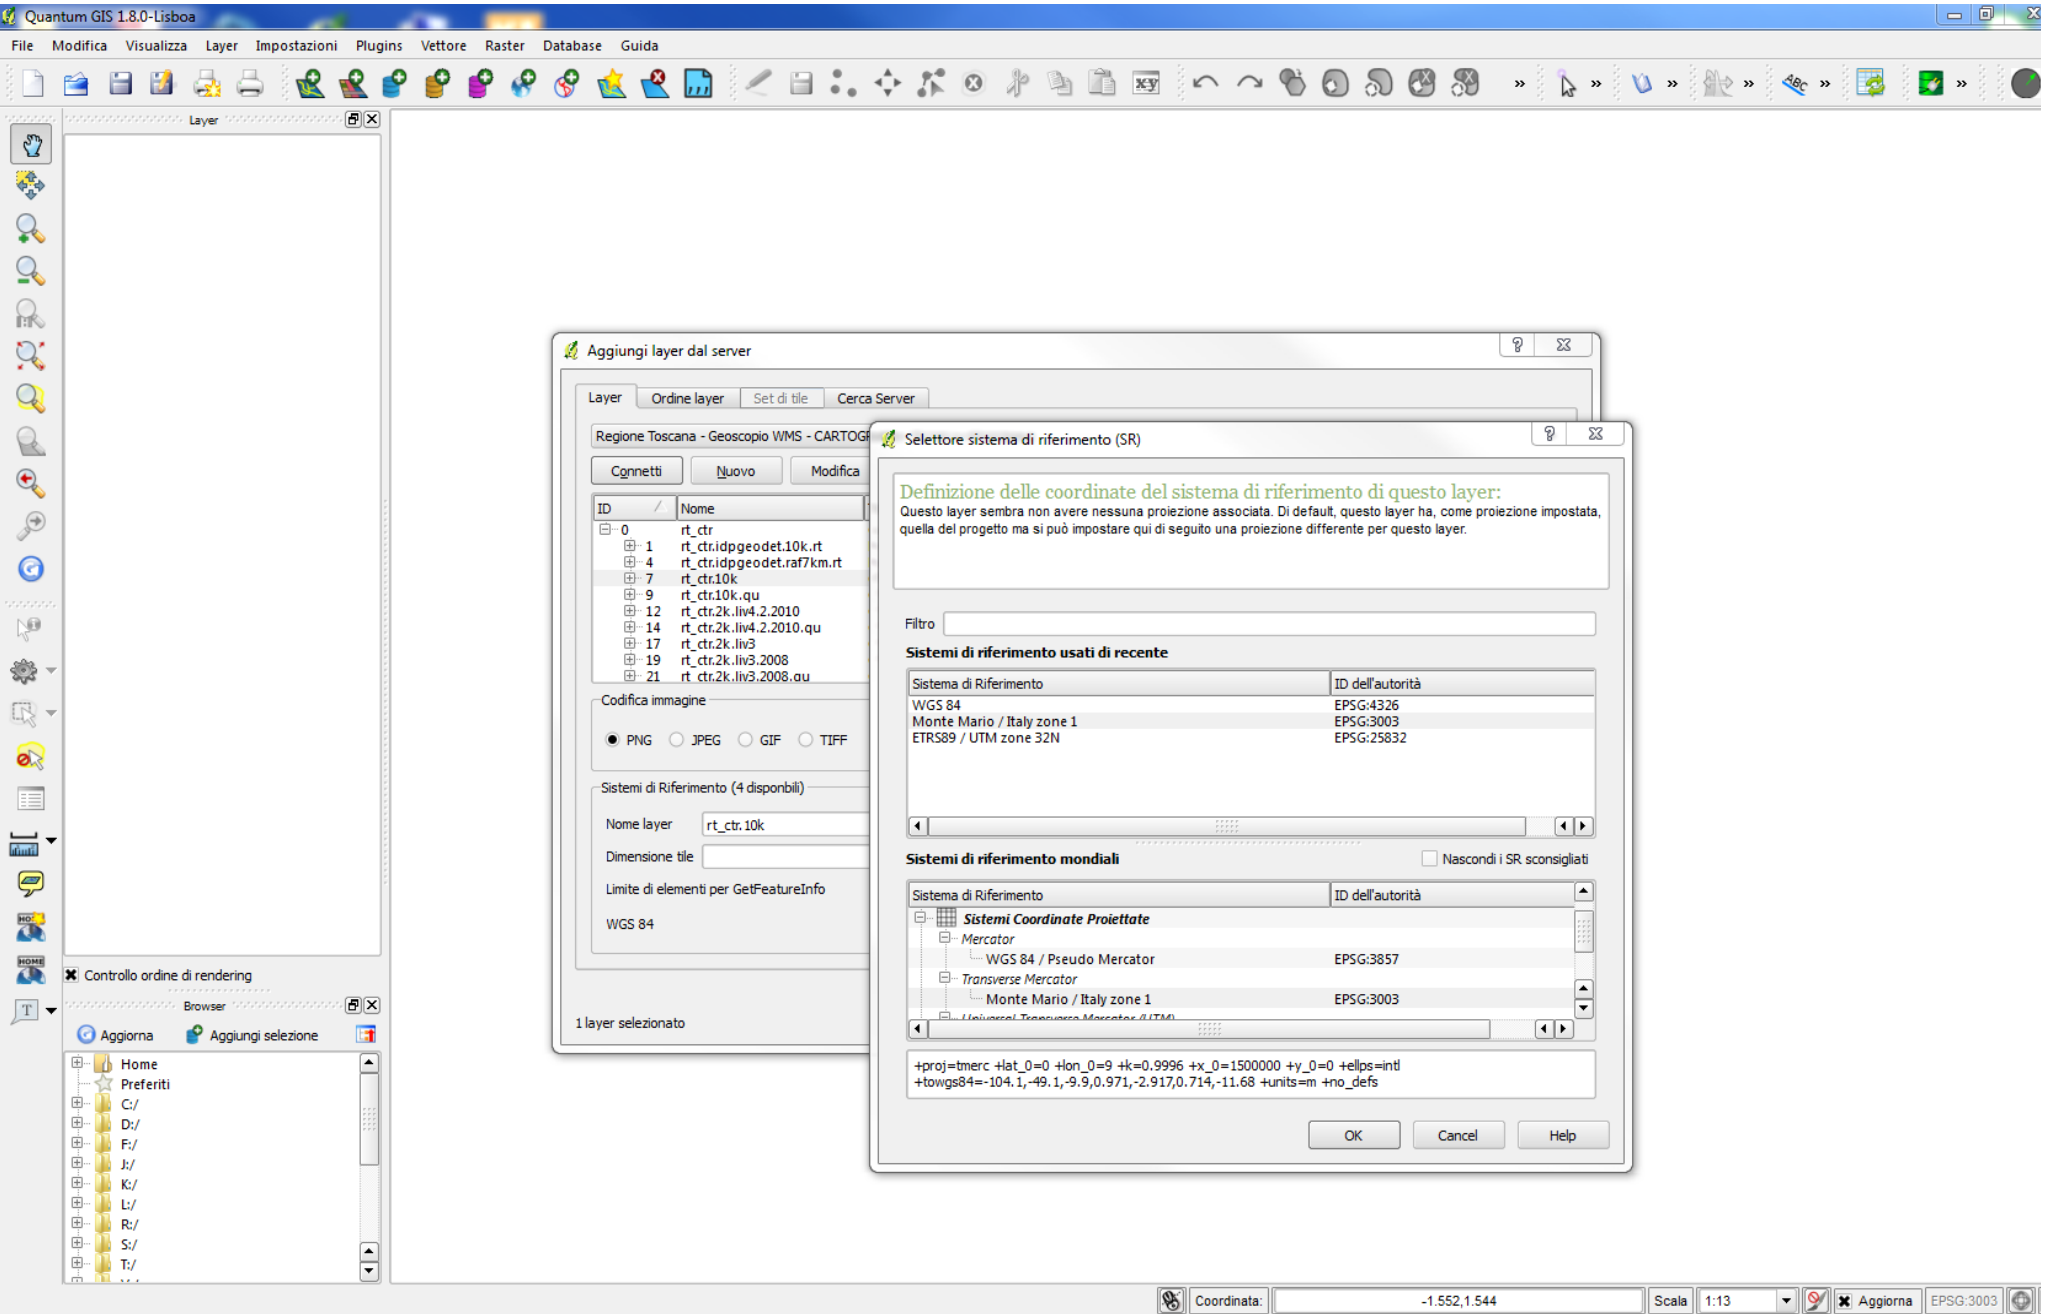 Quantum GIS 1.8.0-Lisboa
File Modifica Visualizza Layer Impostazioni Plugins Vettore Raster Database Guida
Layer
Aggiungi layer dal server
Layer Ordine layer Set di tile Cerca Server
Regione Toscana - Geoscopio WMS -
Connetti Nuovo Modifica
ID Nome
0 rt_ctr
1 rt_ctr.idpgeodet.10k.rt
4 rt_ctr.idpgeodet.raf7km.rt
7 rt_ctr.10k
9 rt_ctr.10k.qu
12 rt_ctr.2k.liv4.2.2010
14 rt_ctr.2k.liv4.2.2010.qu
17 rt_ctr.2k.liv3
19 rt_ctr.2k.liv3.2008
21 rt_ctr.2k.liv3.2008.qu
Codifica immagine
PNG JPEG GIF TIFF
Sistemi di Riferimento (4 disponbili)
Nome layer rt_ctr.10k
Dimensione tile
Limite di elementi per GetFeatureInfo
WGS 84
1 layer selezionato
Selettore sistema di riferimento (SR)
Definizione delle coordinate del sistema di riferimento di questo layer:
Questo layer sembra non avere nessuna proiezione associata. Di default, questo layer ha, come proiezione impostata,
quella del progetto ma si può impostare qui di seguito una proiezione differente per questo layer.
Filtro
Sistemi di riferimento usati di recente
Sistema di Riferimento ID dell'autorità
WGS 84 EPSG:4326
Monte Mario / Italy zone 1 EPSG:3003
ETRS89 / UTM zone 32N EPSG:25832
Sistemi di riferimento mondiali Nascondi i SR sconsigliati
Sistema di Riferimento ID dell'autorità
Sistemi Coordinate Proiettate
Mercator
WGS 84 / Pseudo Mercator EPSG:3857
Transverse Mercator
Monte Mario / Italy zone 1 EPSG:3003
Universal Transverse Mercator (UTM)
+proj=tmerc +lat_0=0 +lon_0=9 +k=0.9996 +x_0=1500000 +y_0=0 +ellps=intl
+towgs84=-104.1,-49.1,-9.9,0.971,-2.917,0.714,-11.68 +units=m +no_defs
OK Cancel Help
Controllo ordine di rendering
Browser
Aggiorna Aggiungi selezione
Home
Preferiti
C:/
D:/
F:/
J:/
K:/
L:/
R:/
S:/
T:/
Coordinata: -1.552,1.544 Scala 1:13 Aggiorna EPSG:3003